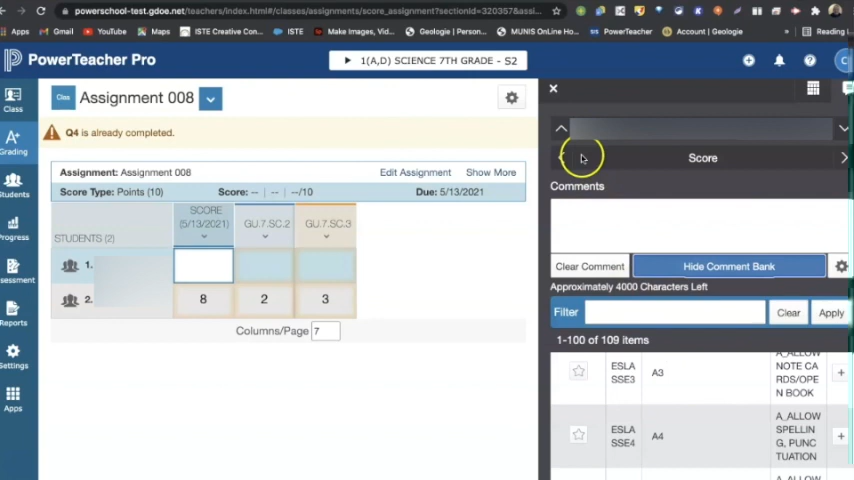 powerschool-test.gdoe.net/teachers/index.html#/classes/assignments/score_assignment?sectionId=320357&assi...
Apps
Gmail
YouTube
Maps
ISTE Creative Con...
ISTE
Make Images, Vid...
Geologie | Person...
MUNIS OnLine Ho...
SIS PowerTeacher
Account | Geologie
»
Reading L
PowerTeacher Pro
1(A,D) SCIENCE 7TH GRADE - S2
Class
Grading
Students
Progress
ssessment
Reports
Settings
Apps
Class
Assignment 008
Q4 is already completed.
Assignment: Assignment 008
Edit Assignment
Show More
Score Type: Points (10)
Score: -- | -- | --/10
Due: 5/13/2021
STUDENTS (2)
SCORE
(5/13/2021)
GU.7.SC.2
GU.7.SC.3
1.
2.
8
2
3
Columns/Page 7
Score
Comments
Clear Comment
Hide Comment Bank
Approximately 4000 Characters Left
Filter
Clear
Apply
1-100 of 109 items
ESLA
SSE3
A3
A_ALLOW
NOTE CA
RDS/OPE
N BOOK
+
ESLA
SSE4
A4
A_ALLOW
SPELLIN
G, PUNC
TUATION
+